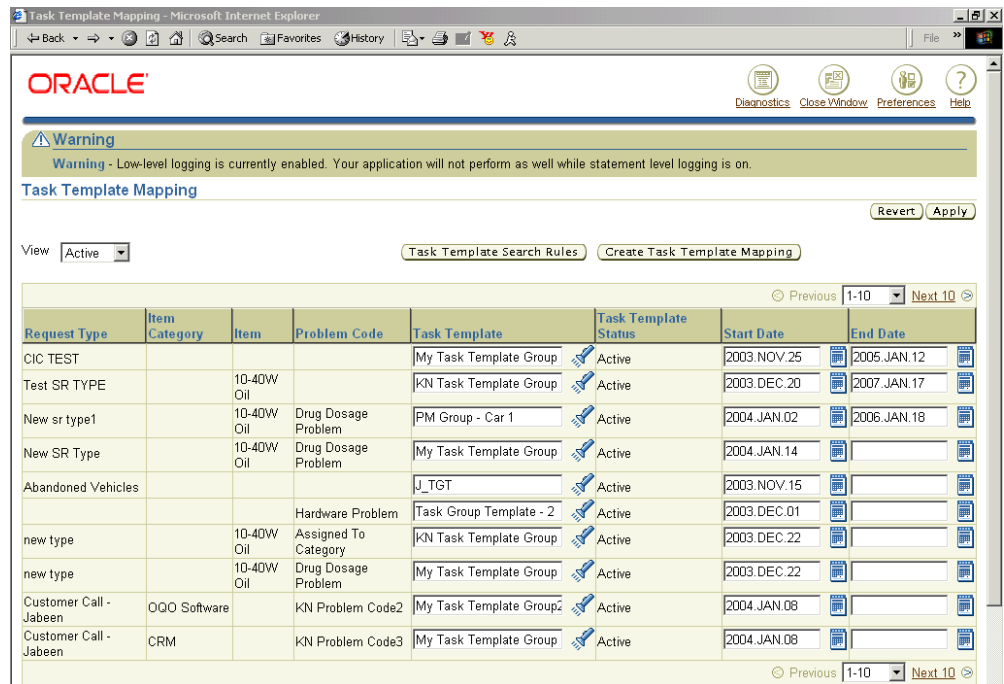 Task Template Mapping - Microsoft Internet Explorer
Back Search Favorites History File »
ORACLE
Diagnostics Close Window Preferences Help
Warning
Warning - Low-level logging is currently enabled. Your application will not perform as well while statement level logging is on.
Task Template Mapping
Revert Apply
View Active Task Template Search Rules Create Task Template Mapping
Previous 1-10 Next 10
Request Type Item Category Item Problem Code Task Template Task Template Status Start Date End Date
CIC TEST My Task Template Group Active 2003.NOV.25 2005.JAN.12
Test SR TYPE 10-40W Oil KN Task Template Group Active 2003.DEC.20 2007.JAN.17
New sr type1 10-40W Oil Drug Dosage Problem PM Group - Car 1 Active 2004.JAN.02 2006.JAN.18
New SR Type 10-40W Oil Drug Dosage Problem My Task Template Group Active 2004.JAN.14
Abandoned Vehicles J_TGT Active 2003.NOV.15
Hardware Problem Task Group Template - 2 Active 2003.DEC.01
new type 10-40W Oil Assigned To Category KN Task Template Group Active 2003.DEC.22
new type 10-40W Oil Drug Dosage Problem My Task Template Group Active 2003.DEC.22
Customer Call - Jabeen OQO Software KN Problem Code2 My Task Template Group2 Active 2004.JAN.08
Customer Call - Jabeen CRM KN Problem Code3 My Task Template Group Active 2004.JAN.08
Previous 1-10 Next 10